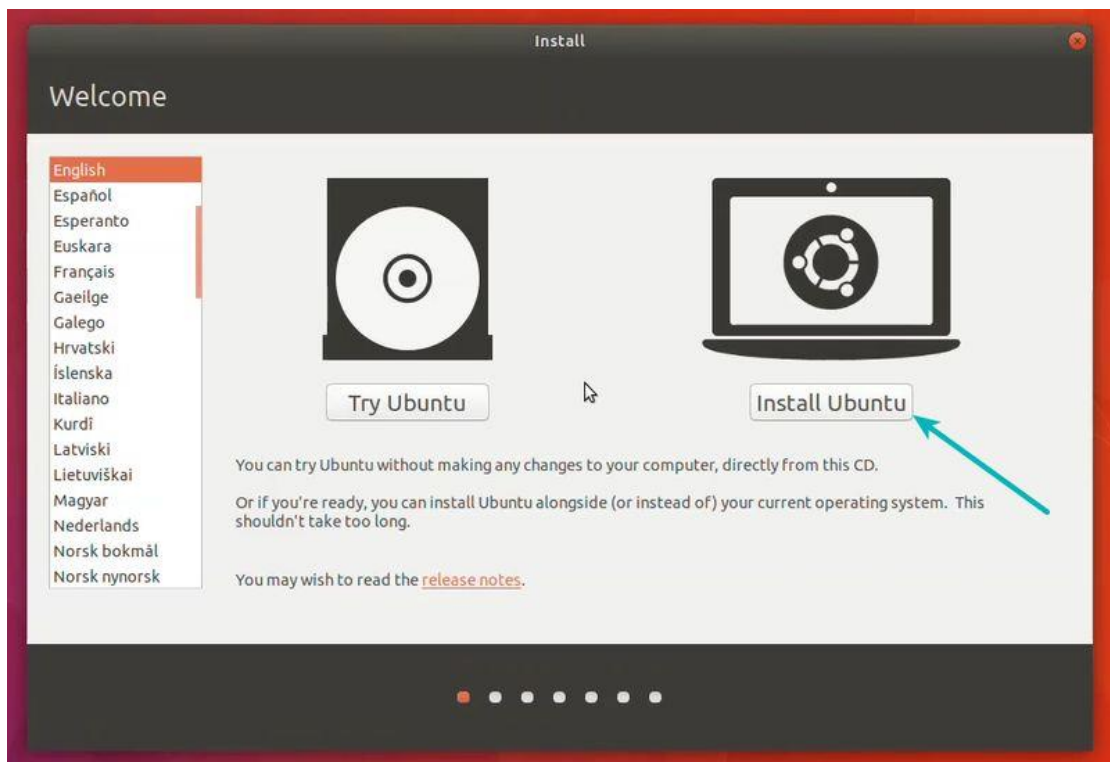 Install
Welcome
English
Español
Esperanto
Euskara
Français
Gaeilge
Galego
Hrvatski
Íslenska
Italiano
Kurdî
Latviski
Lietuviškai
Magyar
Nederlands
Norsk bokmål
Norsk nynorsk
Try Ubuntu
Install Ubuntu
You can try Ubuntu without making any changes to your computer, directly from this CD.
Or if you're ready, you can install Ubuntu alongside (or instead of) your current operating system. This
shouldn't take too long.
You may wish to read the release notes.